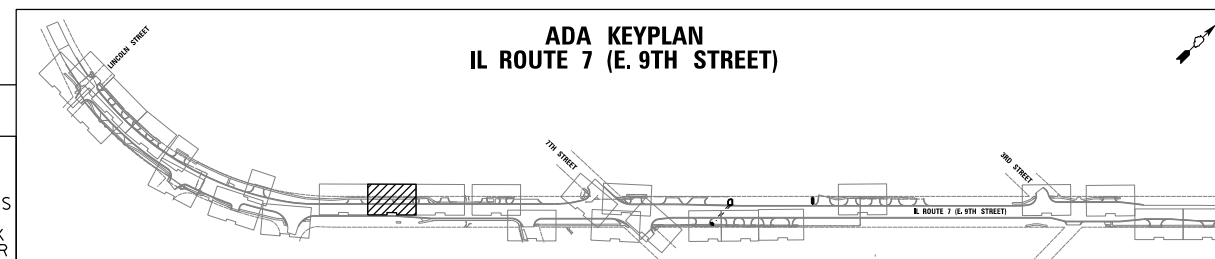 ADA KEYPLAN
IL ROUTE 7 (E. 9TH STREET)
LINCOLN STREET
7TH STREET
3RD STREET
IL ROUTE 7 (E. 9TH STREET)
S
K
R